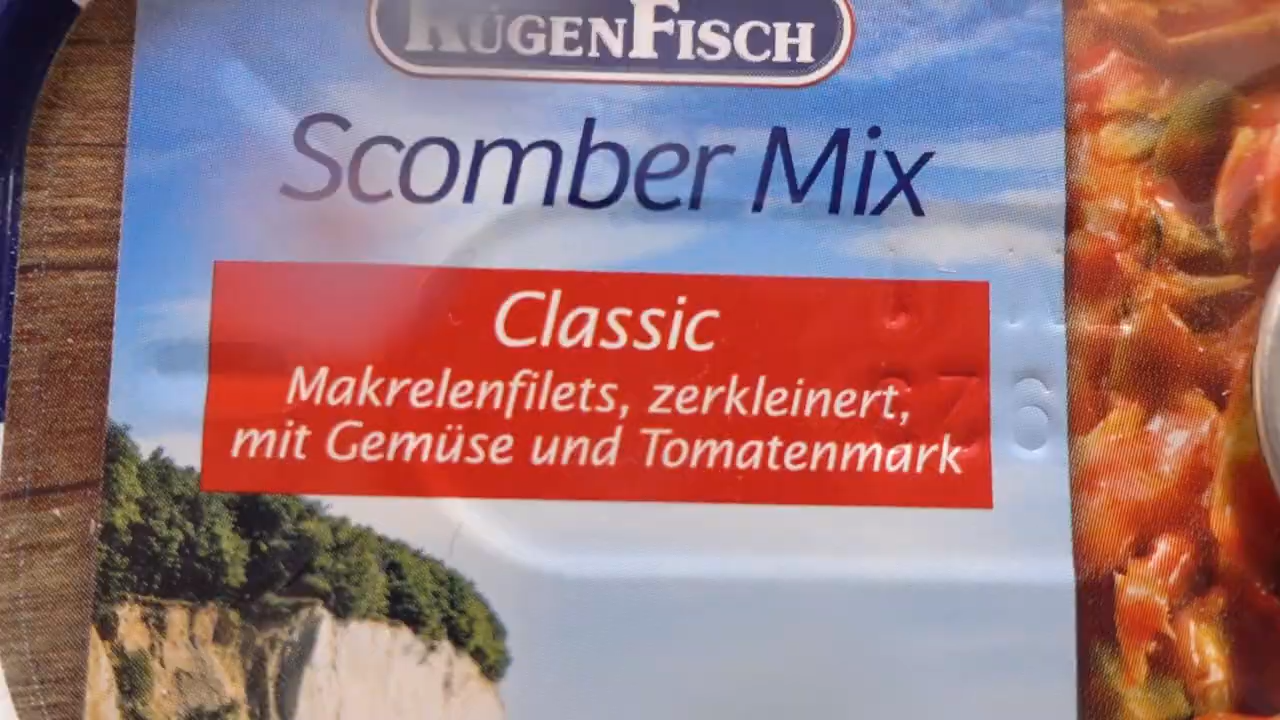 RÜGENFISCH
Scomber Mix
Classic
Makrelenfilets, zerkleinert,
mit Gemüse und Tomatenmark